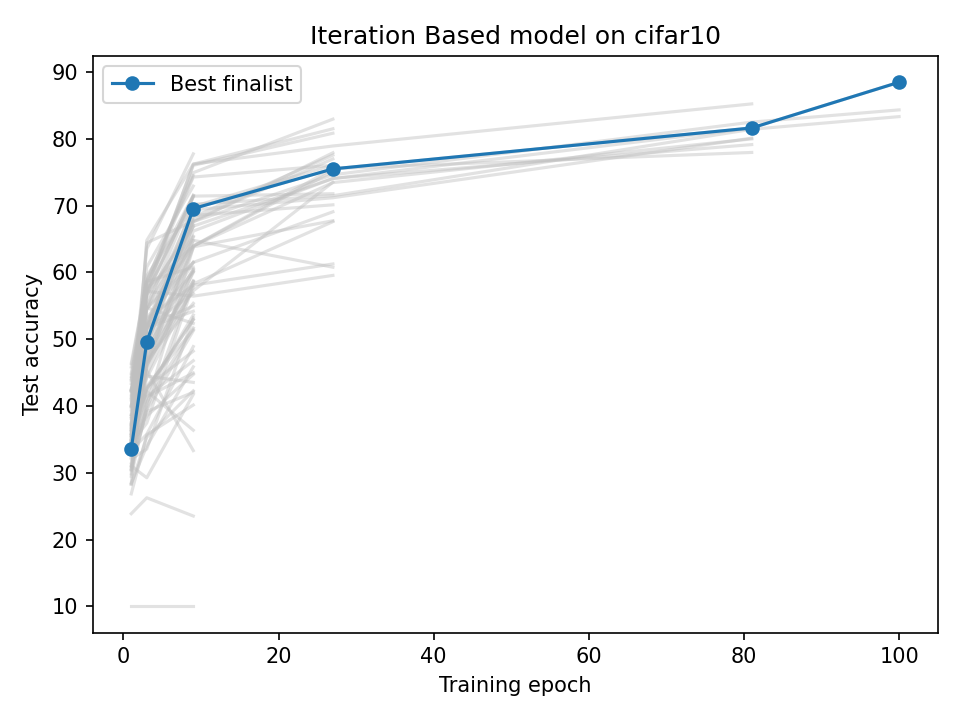 Iteration Based model on cifar10
Best finalist
Test accuracy
90
80
70
60
50
40
30
20
10
0 20 40 60 80 100
Training epoch